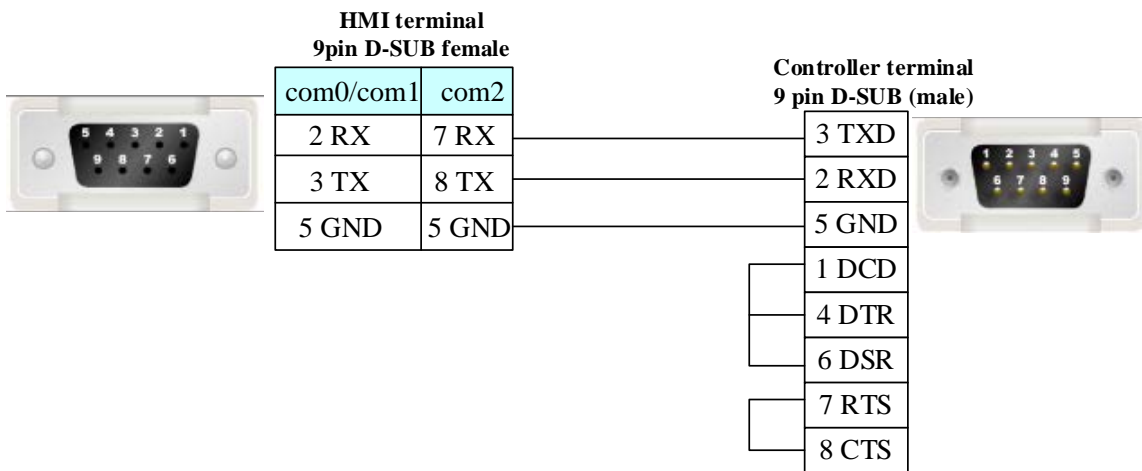 HMI terminal
9pin D-SUB female
com0/com1 com2
2 RX 7 RX
3 TX 8 TX
5 GND 5 GND
5 4 3 2 1
9 8 7 6
Controller terminal
9 pin D-SUB (male)
3 TXD
2 RXD
5 GND
1 DCD
4 DTR
6 DSR
7 RTS
8 CTS
1 2 3 4 5
6 7 8 9